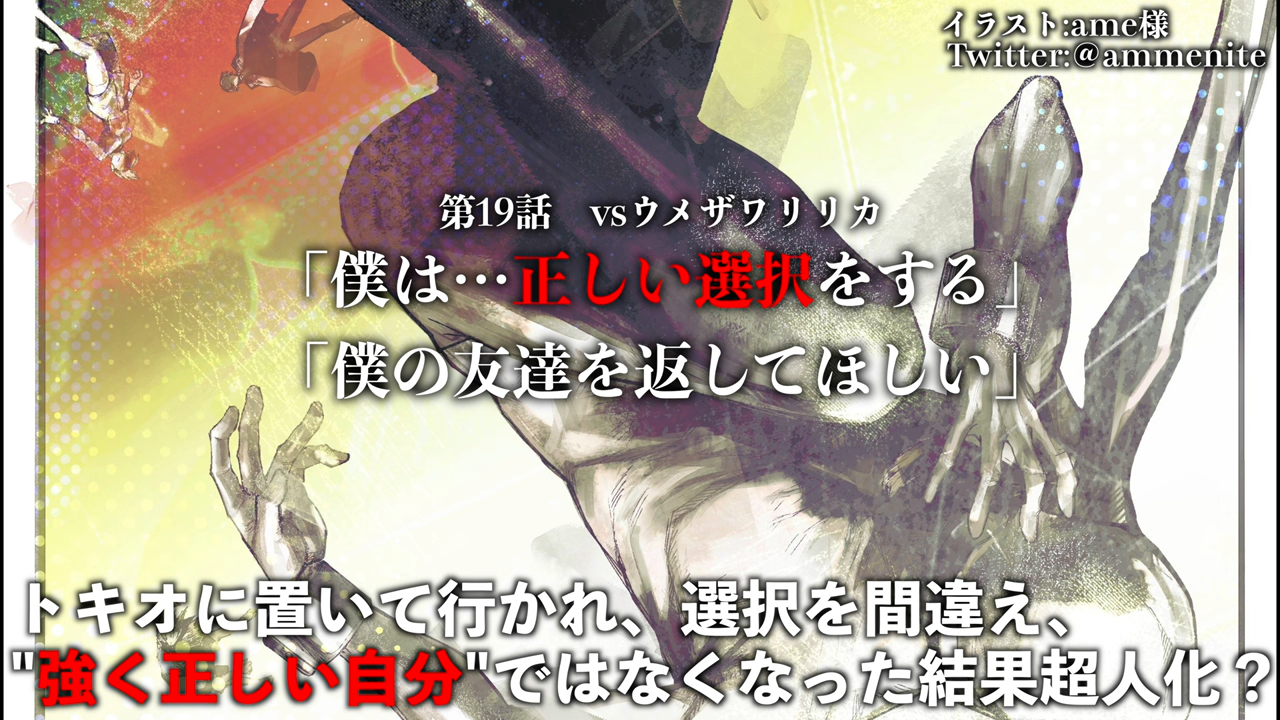 イラスト:ame様
Twitter:@ammenite
第19話　vsウメザワリリカ
「僕は…正しい選択をする」
「僕の友達を返してほしい」
トキオに置いて行かれ、選択を間違え、
"強く正しい自分"ではなくなった結果超人化？